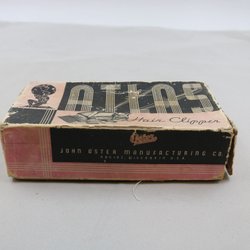 ATLAS
Hair Clipper
Oster
JOHN OSTER MANUFACTURING CO.
RACINE, WISCONSIN U.S.A.